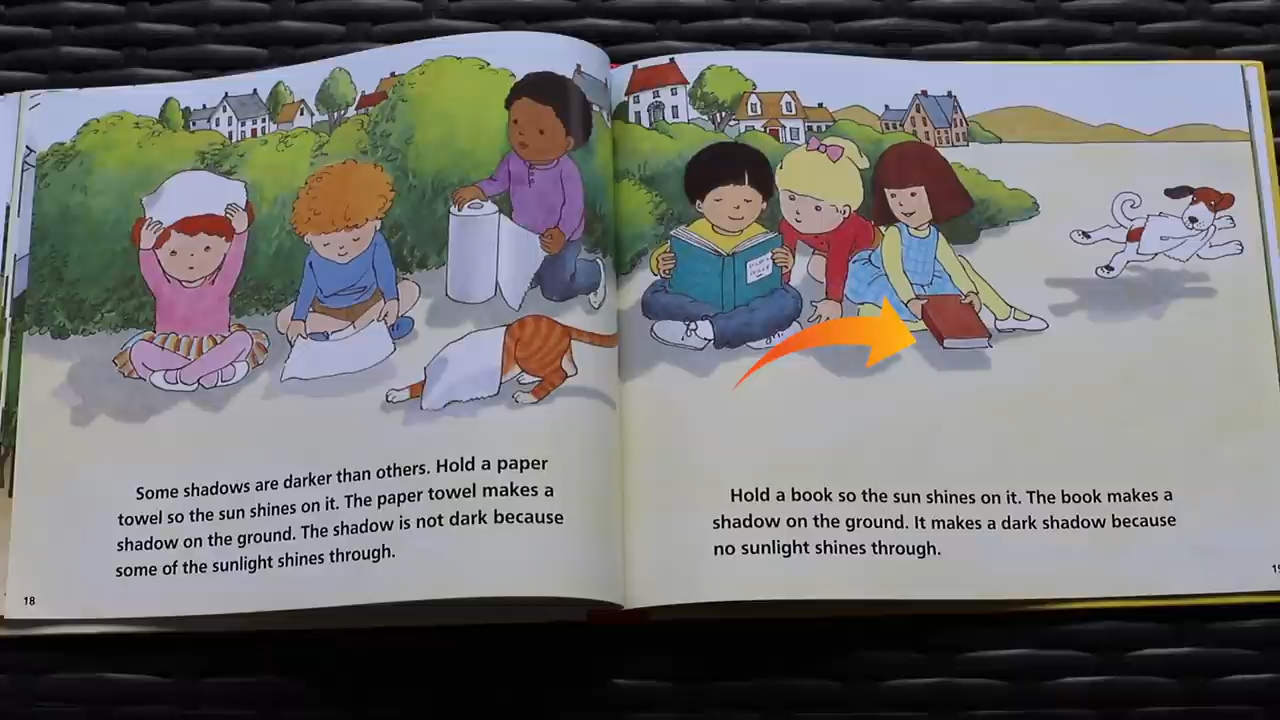 Some shadows are darker than others. Hold a paper
towel so the sun shines on it. The paper towel makes a
shadow on the ground. The shadow is not dark because
some of the sunlight shines through.
18
Hold a book so the sun shines on it. The book makes a
shadow on the ground. It makes a dark shadow because
no sunlight shines through.